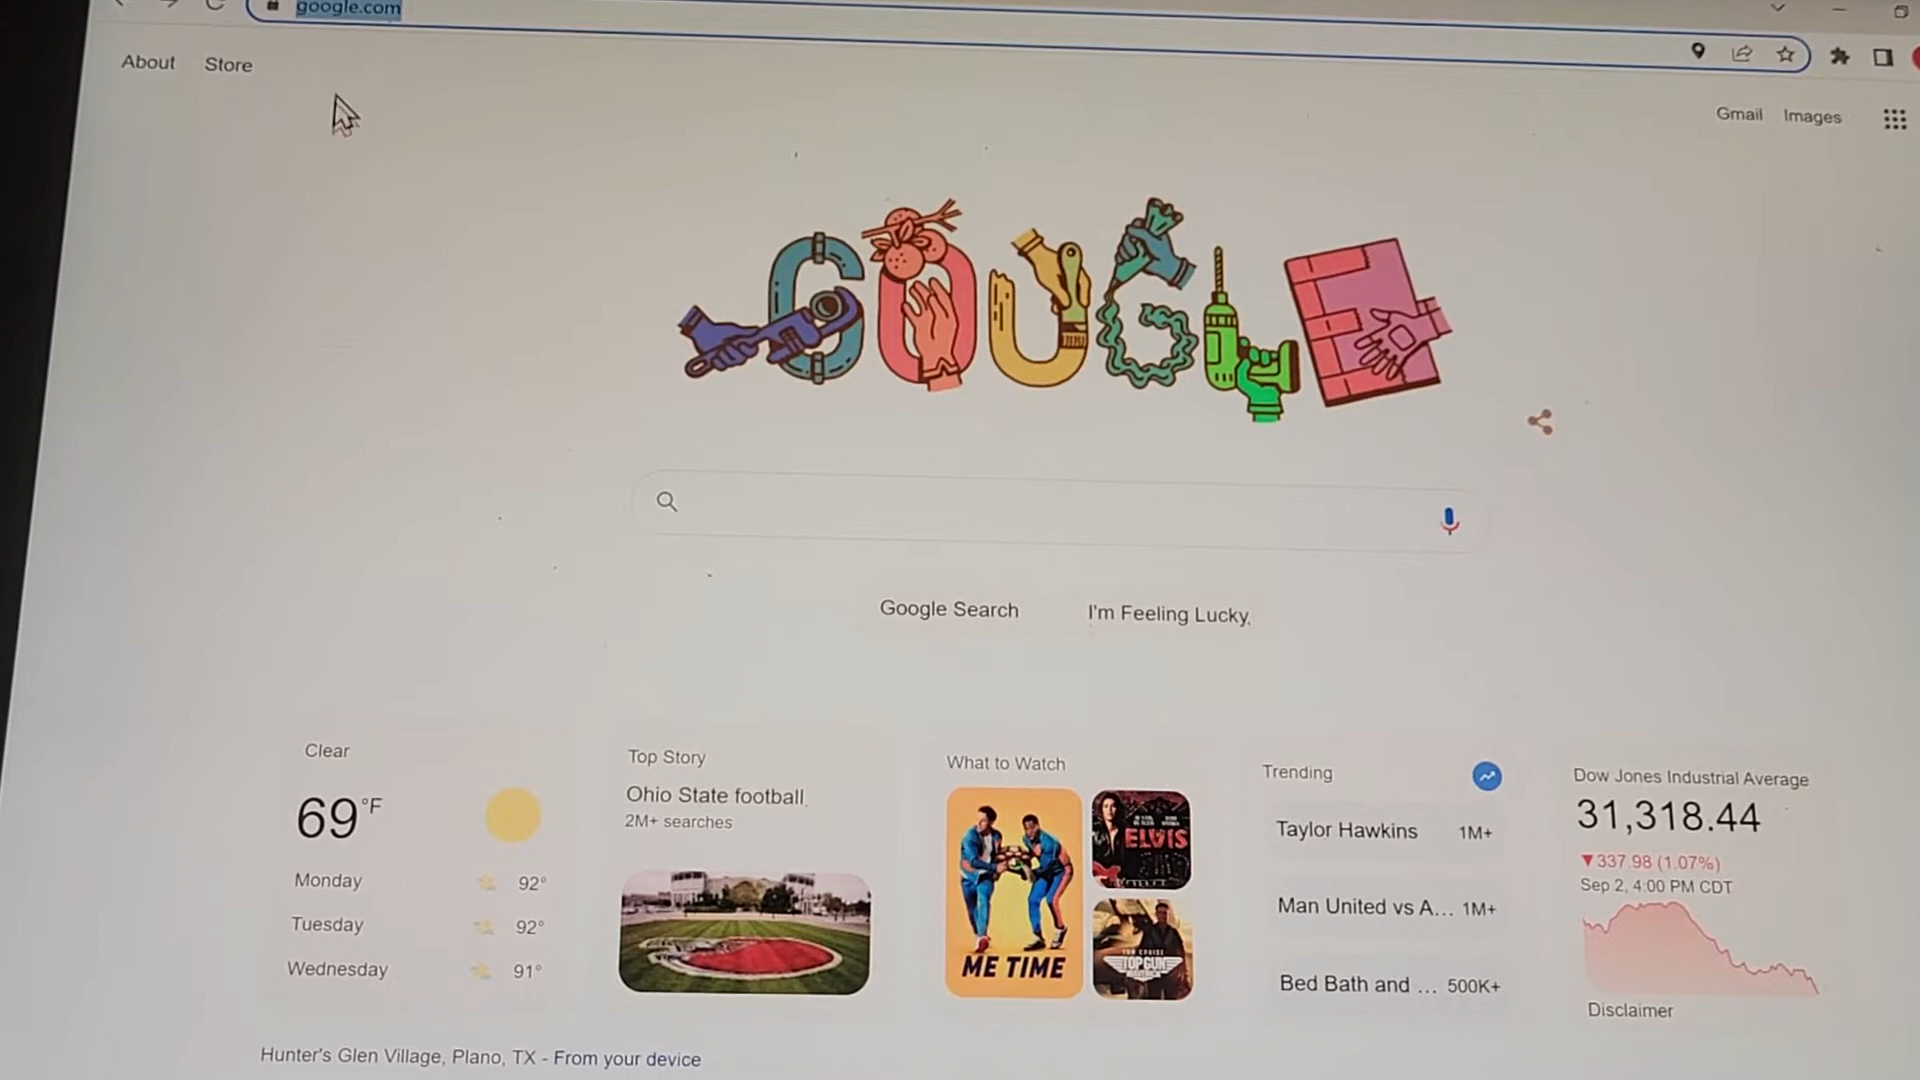 google.com
About Store
Gmail Images
GOUGLE
Google Search I'm Feeling Lucky
Clear
69°F
Monday 92°
Tuesday 92°
Wednesday 91°
Top Story
Ohio State football
2M+ searches
What to Watch
ME TIME
ELVIS
TOM CRUISE
TOP GUN
Trending
Taylor Hawkins 1M+
Man United vs A... 1M+
Bed Bath and ... 500K+
Dow Jones Industrial Average
31,318.44
▼337.98 (1.07%)
Sep 2, 4:00 PM CDT
Disclaimer
Hunter's Glen Village, Plano, TX - From your device